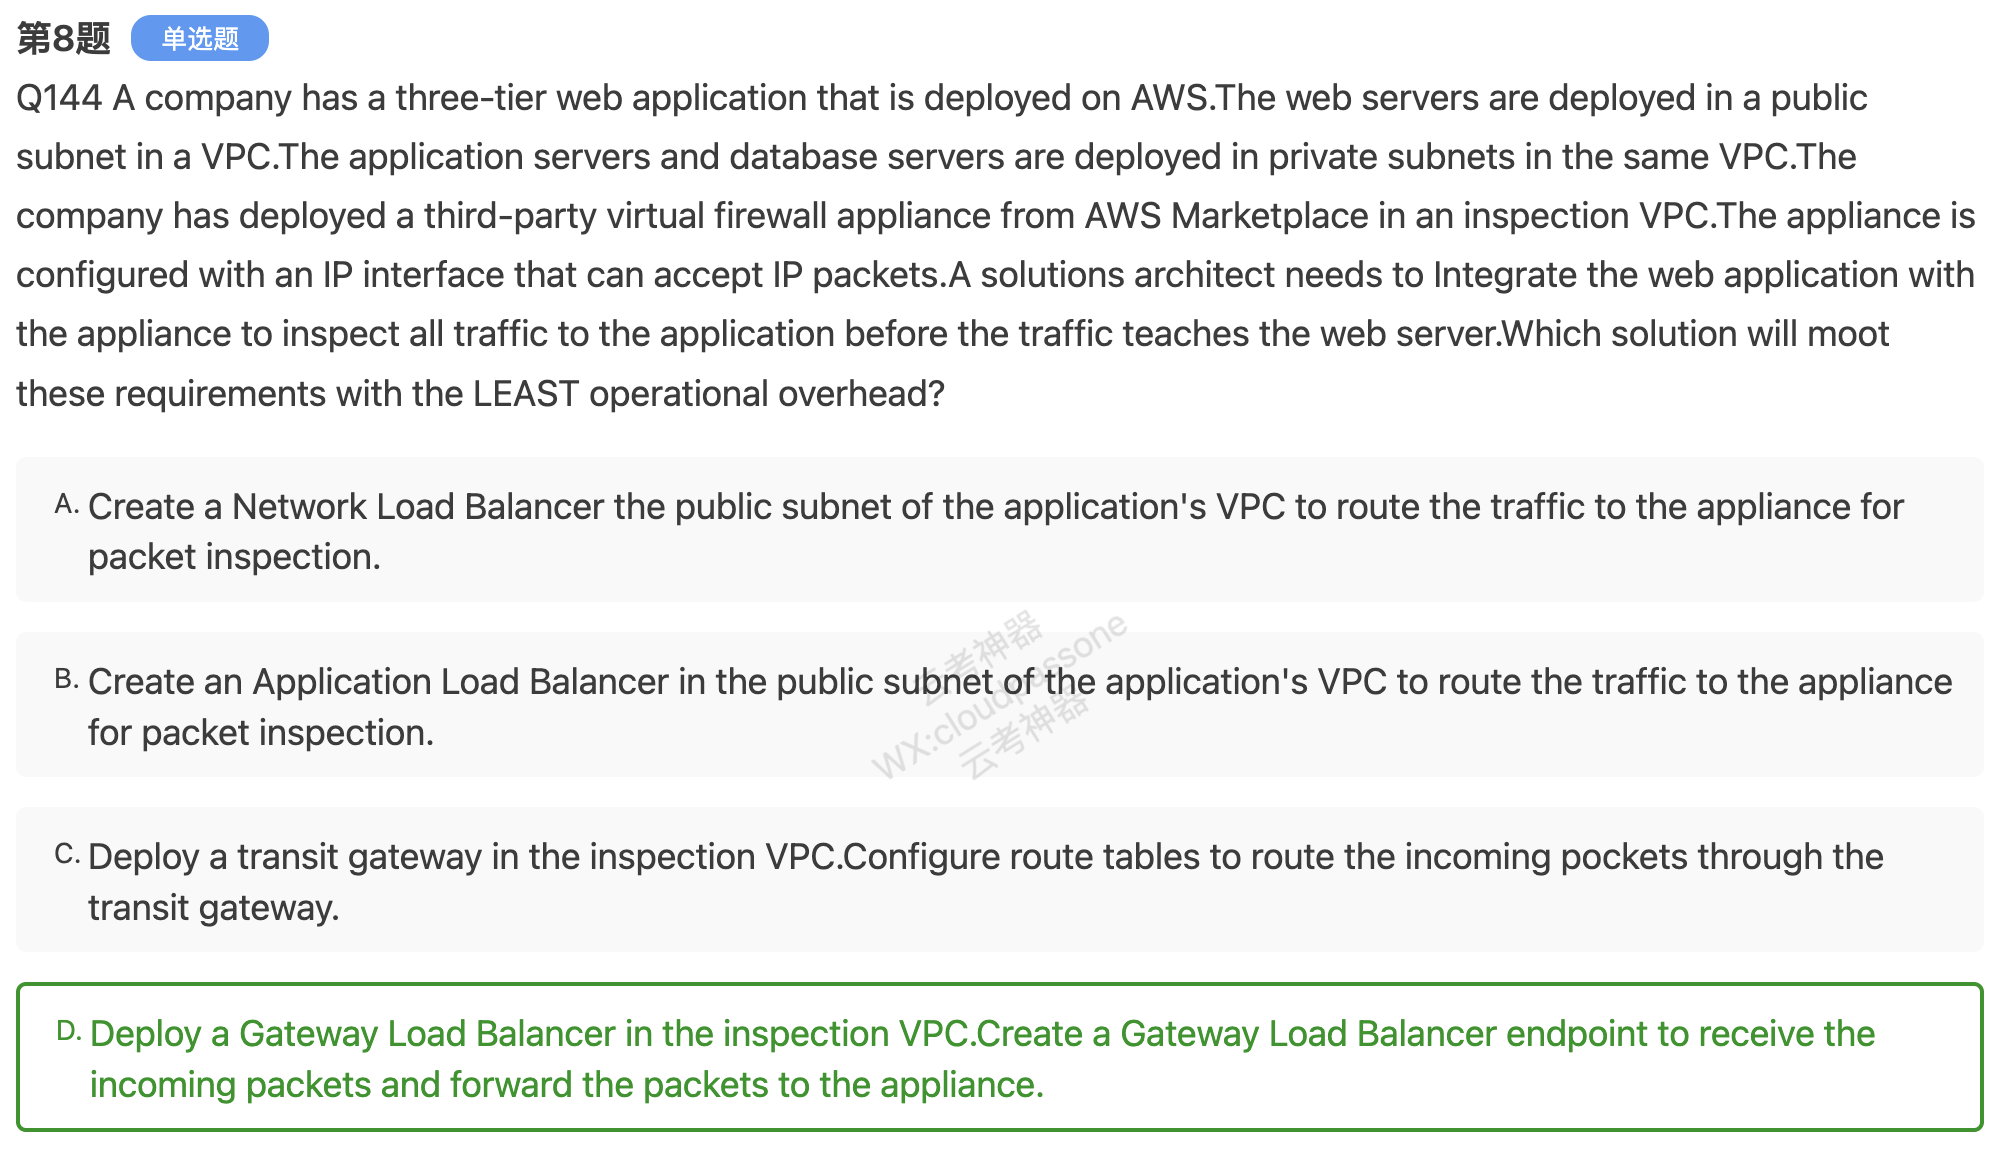 第8题 单选题
Q144 A company has a three-tier web application that is deployed on AWS.The web servers are deployed in a public
subnet in a VPC.The application servers and database servers are deployed in private subnets in the same VPC.The
company has deployed a third-party virtual firewall appliance from AWS Marketplace in an inspection VPC.The appliance is
configured with an IP interface that can accept IP packets.A solutions architect needs to Integrate the web application with
the appliance to inspect all traffic to the application before the traffic teaches the web server.Which solution will moot
these requirements with the LEAST operational overhead?
A. Create a Network Load Balancer the public subnet of the application's VPC to route the traffic to the appliance for
packet inspection.
B. Create an Application Load Balancer in the public subnet of the application's VPC to route the traffic to the appliance
for packet inspection.
云考神器
WX:cloudpassone
云考神器
C. Deploy a transit gateway in the inspection VPC.Configure route tables to route the incoming pockets through the
transit gateway.
D. Deploy a Gateway Load Balancer in the inspection VPC.Create a Gateway Load Balancer endpoint to receive the
incoming packets and forward the packets to the appliance.